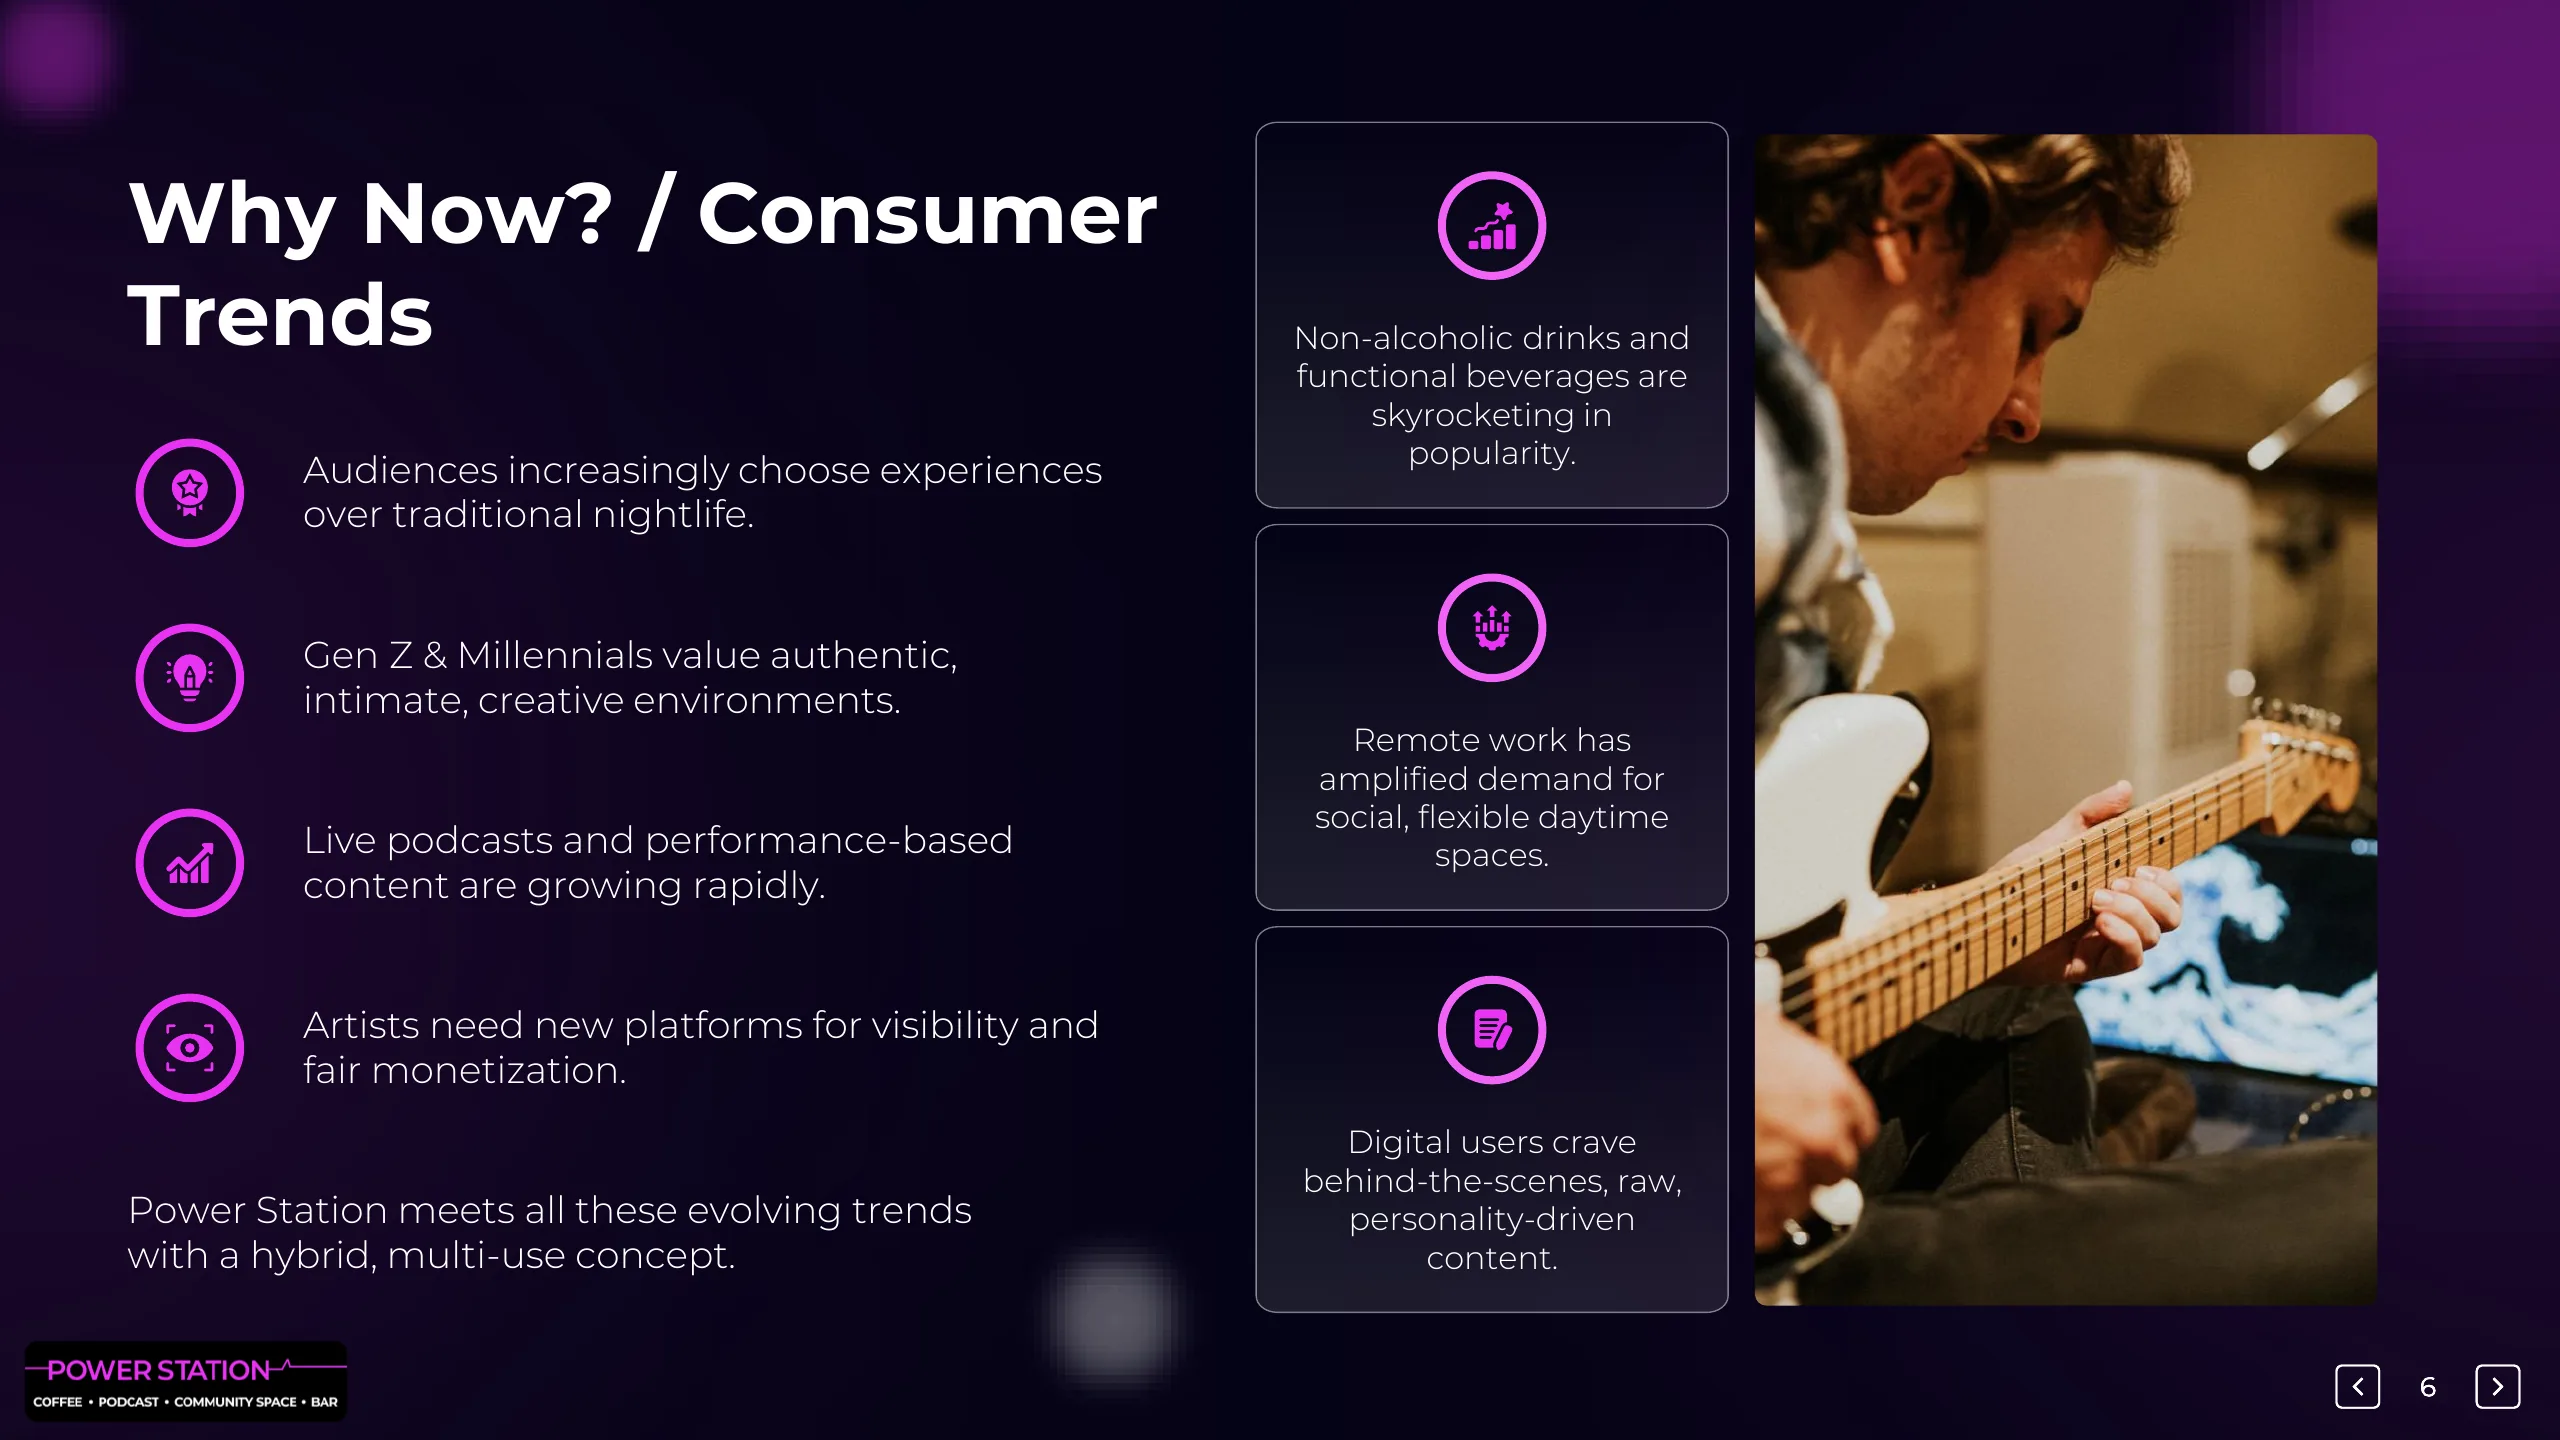 Why Now? / Consumer
Trends
Audiences increasingly choose experiences
over traditional nightlife.
Gen Z & Millennials value authentic,
intimate, creative environments.
Live podcasts and performance-based
content are growing rapidly.
Artists need new platforms for visibility and
fair monetization.
Power Station meets all these evolving trends
with a hybrid, multi-use concept.
Non-alcoholic drinks and
functional beverages are
skyrocketing in
popularity.
Remote work has
amplified demand for
social, flexible daytime
spaces.
Digital users crave
behind-the-scenes, raw,
personality-driven
content.
POWER STATION
COFFEE • PODCAST • COMMUNITY SPACE • BAR
6